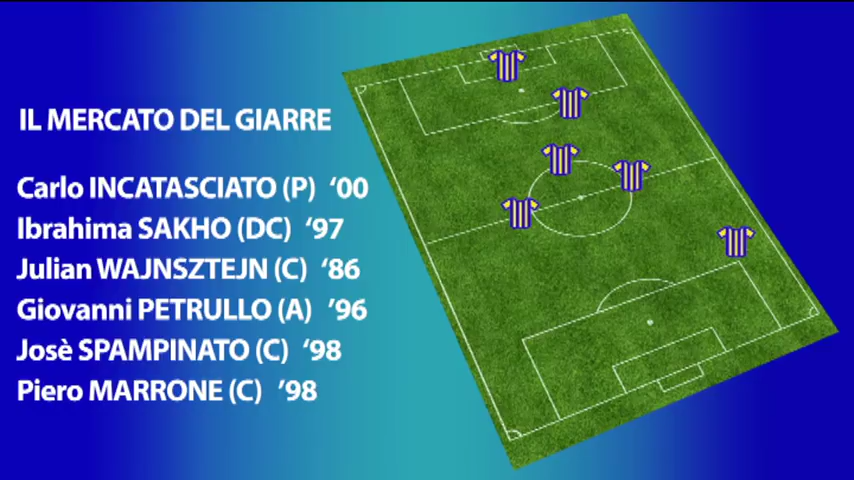 IL MERCATO DEL GIARRE
Carlo INCATASCIATO (P) ‘00
Ibrahima SAKHO (DC) ‘97
Julian WAJNSZTEJN (C) ‘86
Giovanni PETRULLO (A) ’96
Josè SPAMPINATO (C) ‘98
Piero MARRONE (C) ’98